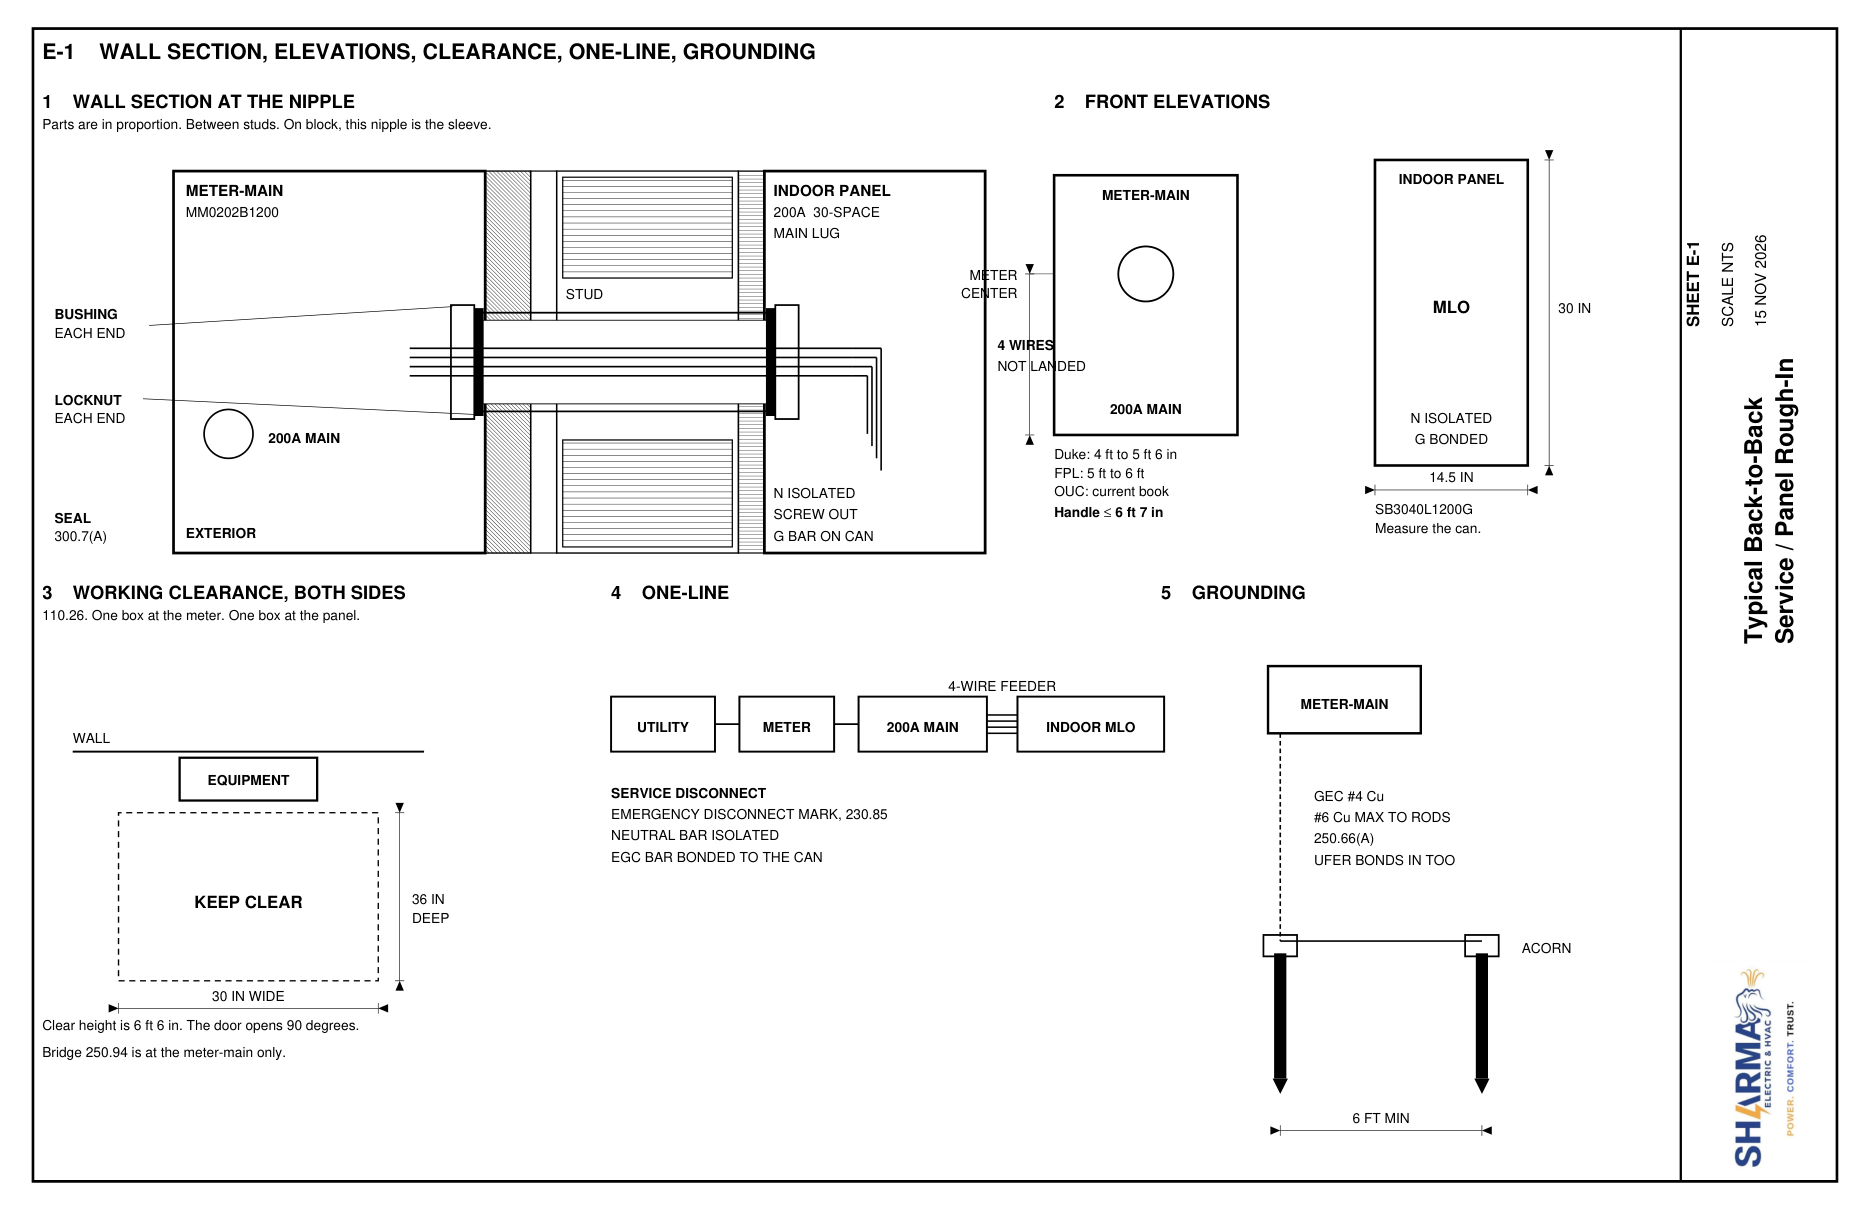 E-1 WALL SECTION, ELEVATIONS, CLEARANCE, ONE-LINE, GROUNDING
1 WALL SECTION AT THE NIPPLE
Parts are in proportion. Between studs. On block, this nipple is the sleeve.
METER-MAIN
MM0202B1200
BUSHING
EACH END
LOCKNUT
EACH END
200A MAIN
SEAL
300.7(A)
EXTERIOR
STUD
INDOOR PANEL
200A 30-SPACE
MAIN LUG
4 WIRES
NOT LANDED
N ISOLATED
SCREW OUT
G BAR ON CAN
2 FRONT ELEVATIONS
METER-MAIN
METER
CENTER
200A MAIN
Duke: 4 ft to 5 ft 6 in
FPL: 5 ft to 6 ft
OUC: current book
Handle ≤ 6 ft 7 in
INDOOR PANEL
MLO
30 IN
N ISOLATED
G BONDED
14.5 IN
SB3040L1200G
Measure the can.
3 WORKING CLEARANCE, BOTH SIDES
110.26. One box at the meter. One box at the panel.
WALL
EQUIPMENT
KEEP CLEAR
36 IN
DEEP
30 IN WIDE
Clear height is 6 ft 6 in. The door opens 90 degrees.
Bridge 250.94 is at the meter-main only.
4 ONE-LINE
4-WIRE FEEDER
UTILITY
METER
200A MAIN
INDOOR MLO
SERVICE DISCONNECT
EMERGENCY DISCONNECT MARK, 230.85
NEUTRAL BAR ISOLATED
EGC BAR BONDED TO THE CAN
5 GROUNDING
METER-MAIN
GEC #4 Cu
#6 Cu MAX TO RODS
250.66(A)
UFER BONDS IN TOO
ACORN
6 FT MIN
SHEET E-1
SCALE NTS
15 NOV 2026
Typical Back-to-Back
Service / Panel Rough-In
SHARMA
ELECTRIC & HVAC
POWER. COMFORT. TRUST.